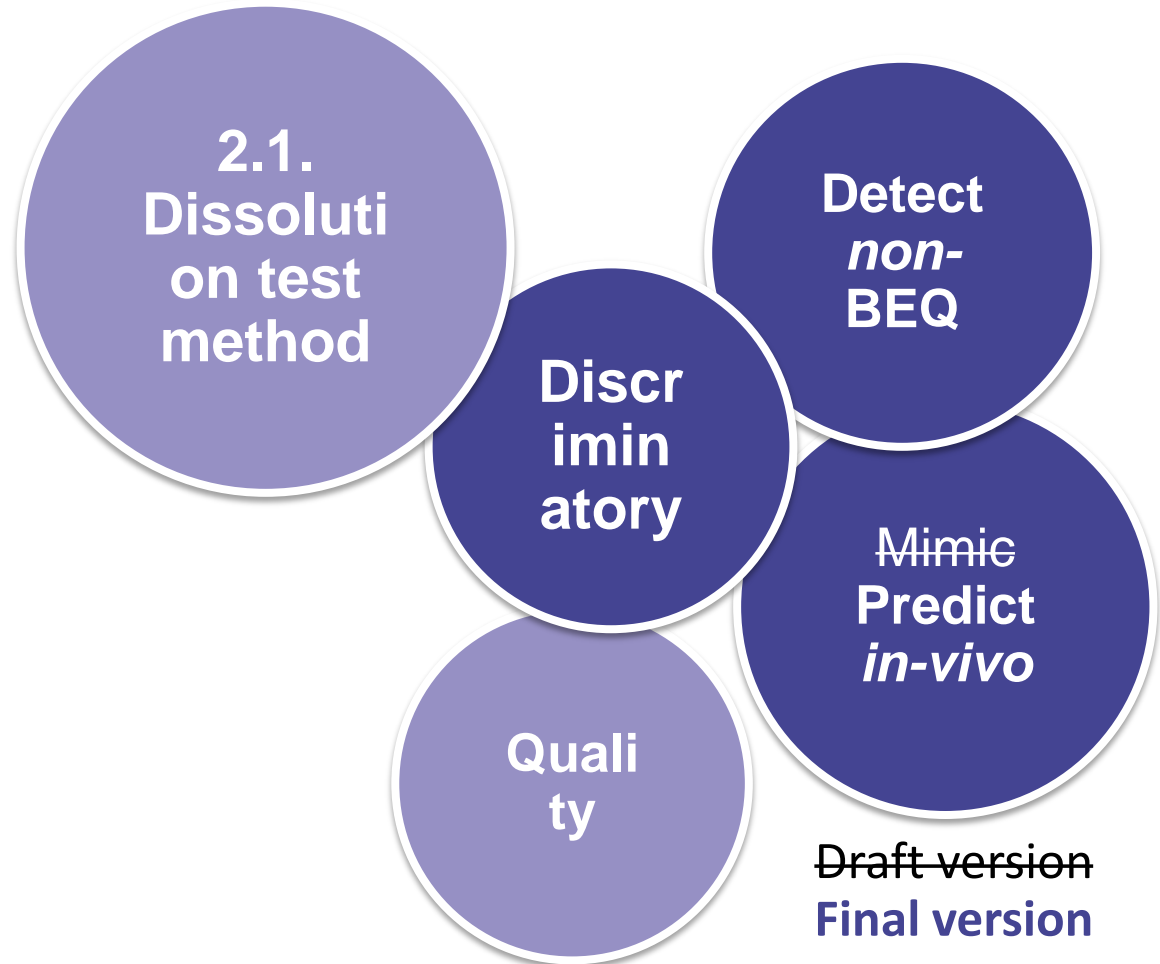 2.1.
Dissoluti
on test
method
Detect
non-
BEQ
Discr
imin
atory
Mimic
Predict
in-vivo
Quali
ty
Draft version
Final version